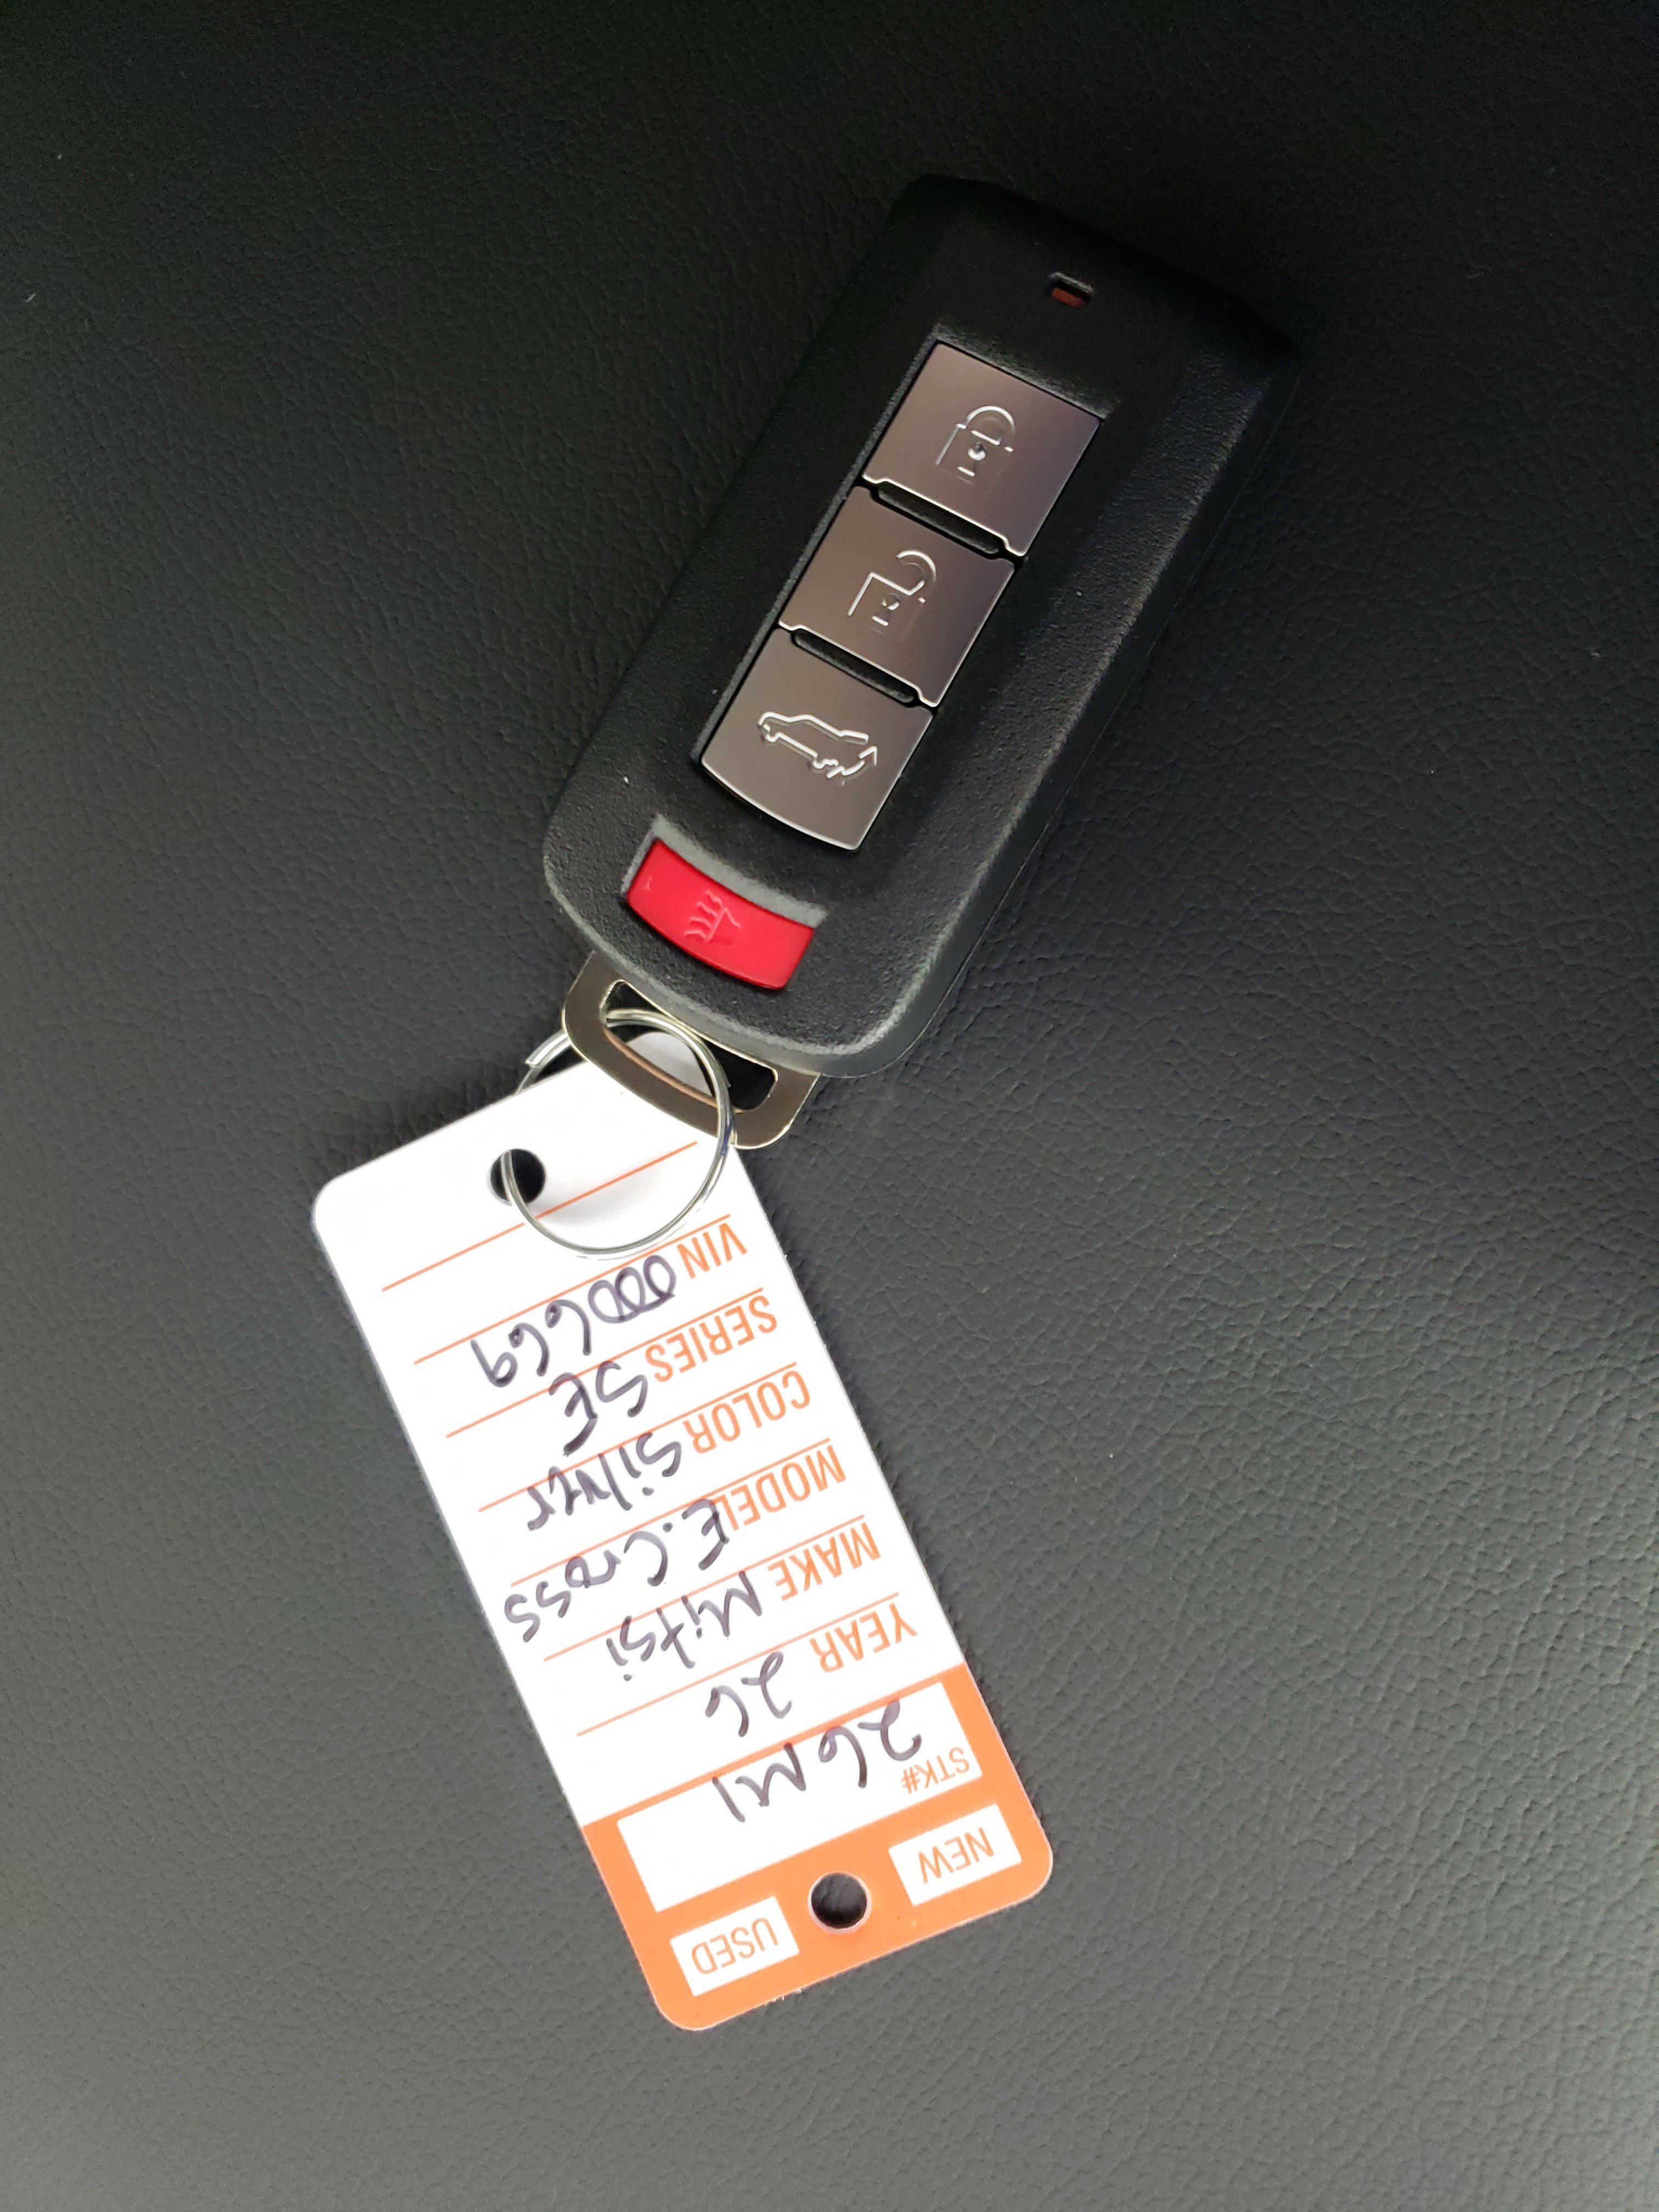 NEW
USED
STK#
26M1
YEAR 26
MAKE Mitsi
MODEL E.Cross
COLOR Silver
SERIES SE
VIN 000669